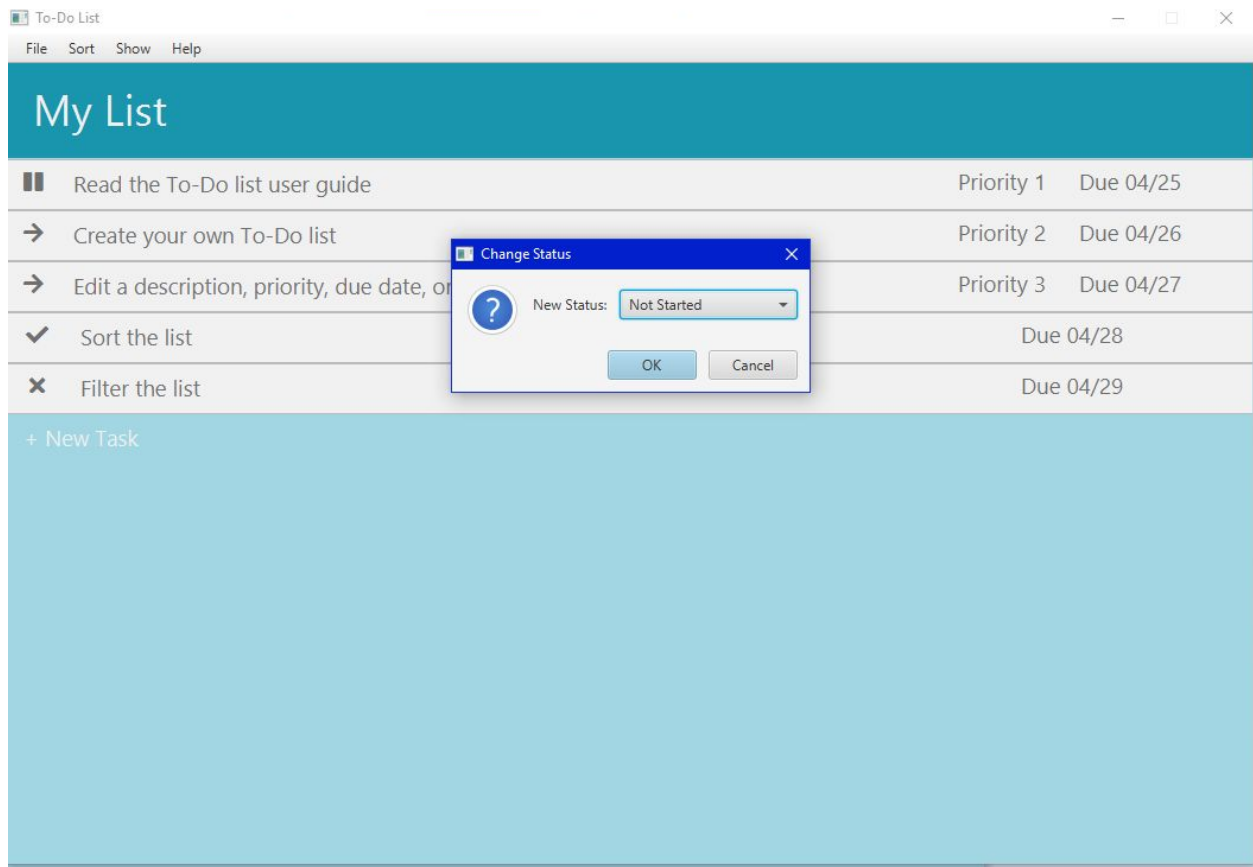 To-Do List
File Sort Show Help
My List
Read the To-Do list user guide Priority 1 Due 04/25
Create your own To-Do list Priority 2 Due 04/26
Edit a description, priority, due date, or Priority 3 Due 04/27
Sort the list Due 04/28
Filter the list Due 04/29
+ New Task
Change Status
New Status: Not Started
OK Cancel